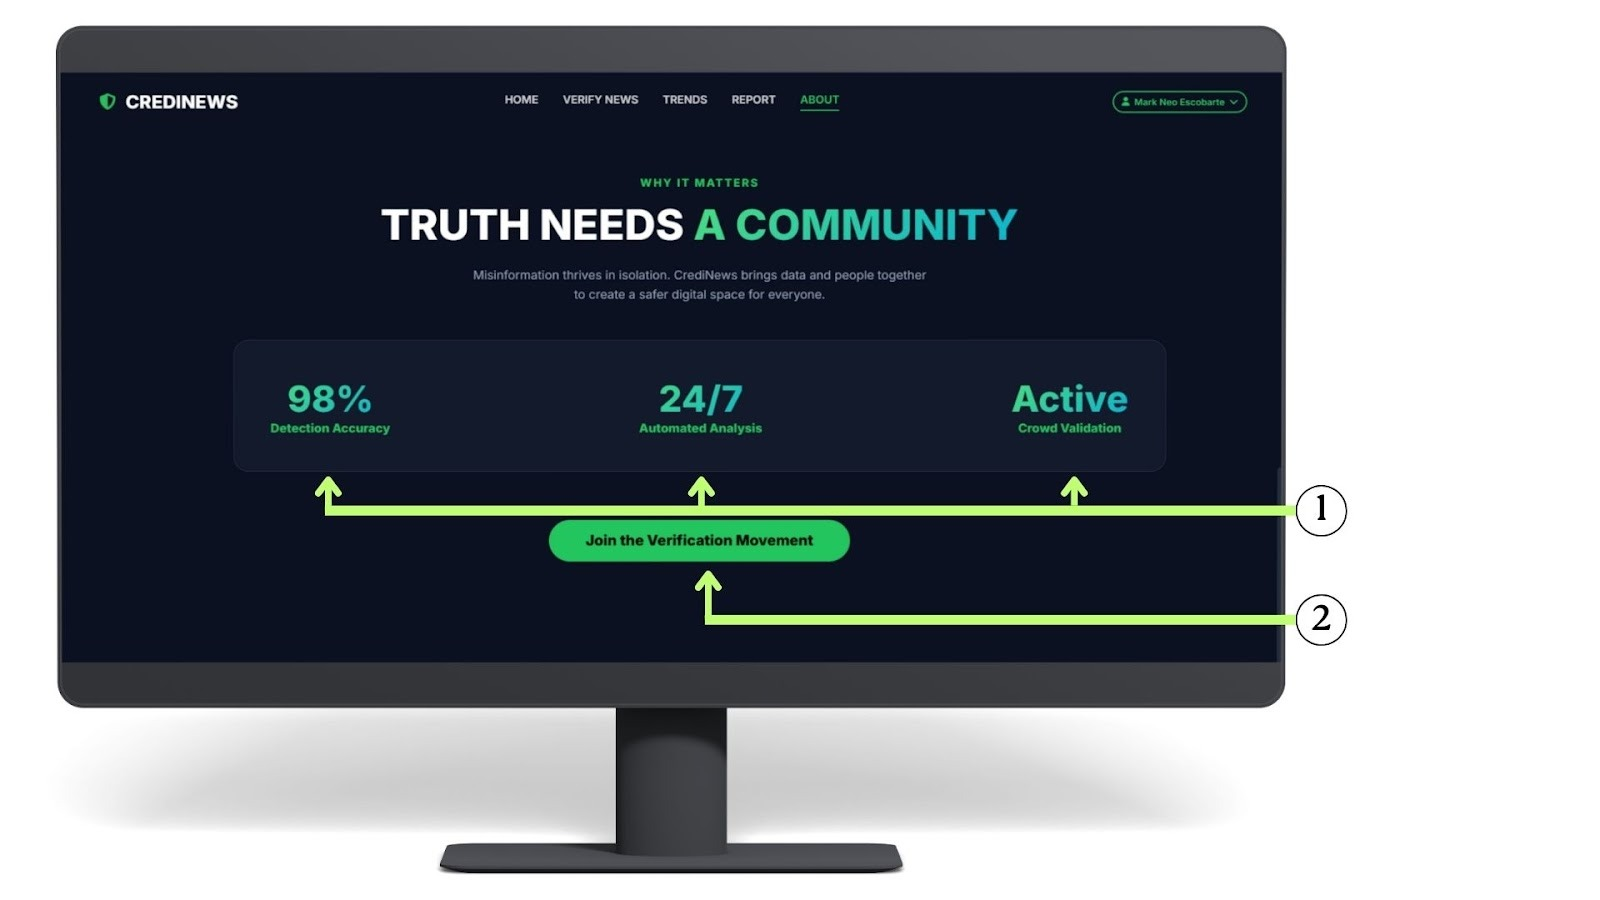 CREDINEWS
HOME VERIFY NEWS TRENDS REPORT ABOUT
Mark Neo Escobarte
WHY IT MATTERS
TRUTH NEEDS A COMMUNITY
Misinformation thrives in isolation. CrediNews brings data and people together
to create a safer digital space for everyone.
98% 24/7 Active
Detection Accuracy Automated Analysis Crowd Validation
1
Join the Verification Movement
2